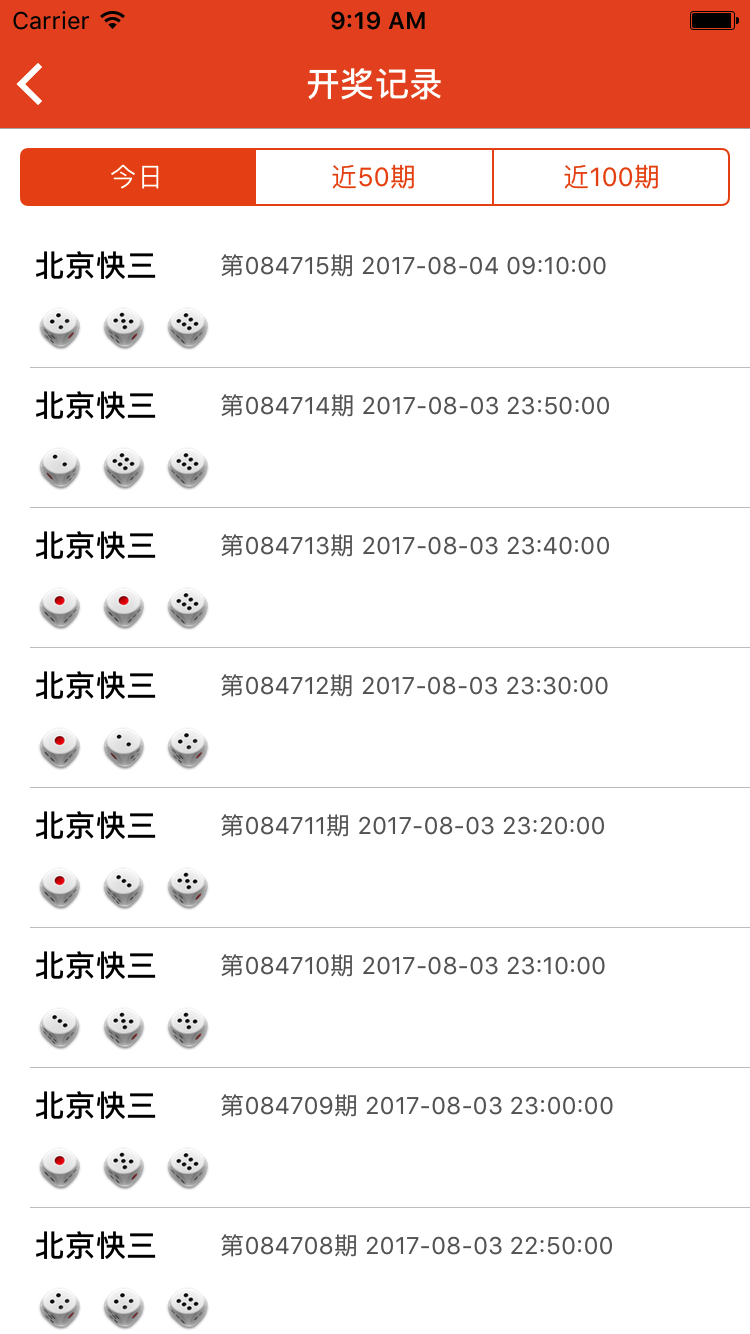 Carrier 9:19 AM
开奖记录
今日 近50期 近100期
北京快三 第084715期 2017-08-04 09:10:00
北京快三 第084714期 2017-08-03 23:50:00
北京快三 第084713期 2017-08-03 23:40:00
北京快三 第084712期 2017-08-03 23:30:00
北京快三 第084711期 2017-08-03 23:20:00
北京快三 第084710期 2017-08-03 23:10:00
北京快三 第084709期 2017-08-03 23:00:00
北京快三 第084708期 2017-08-03 22:50:00